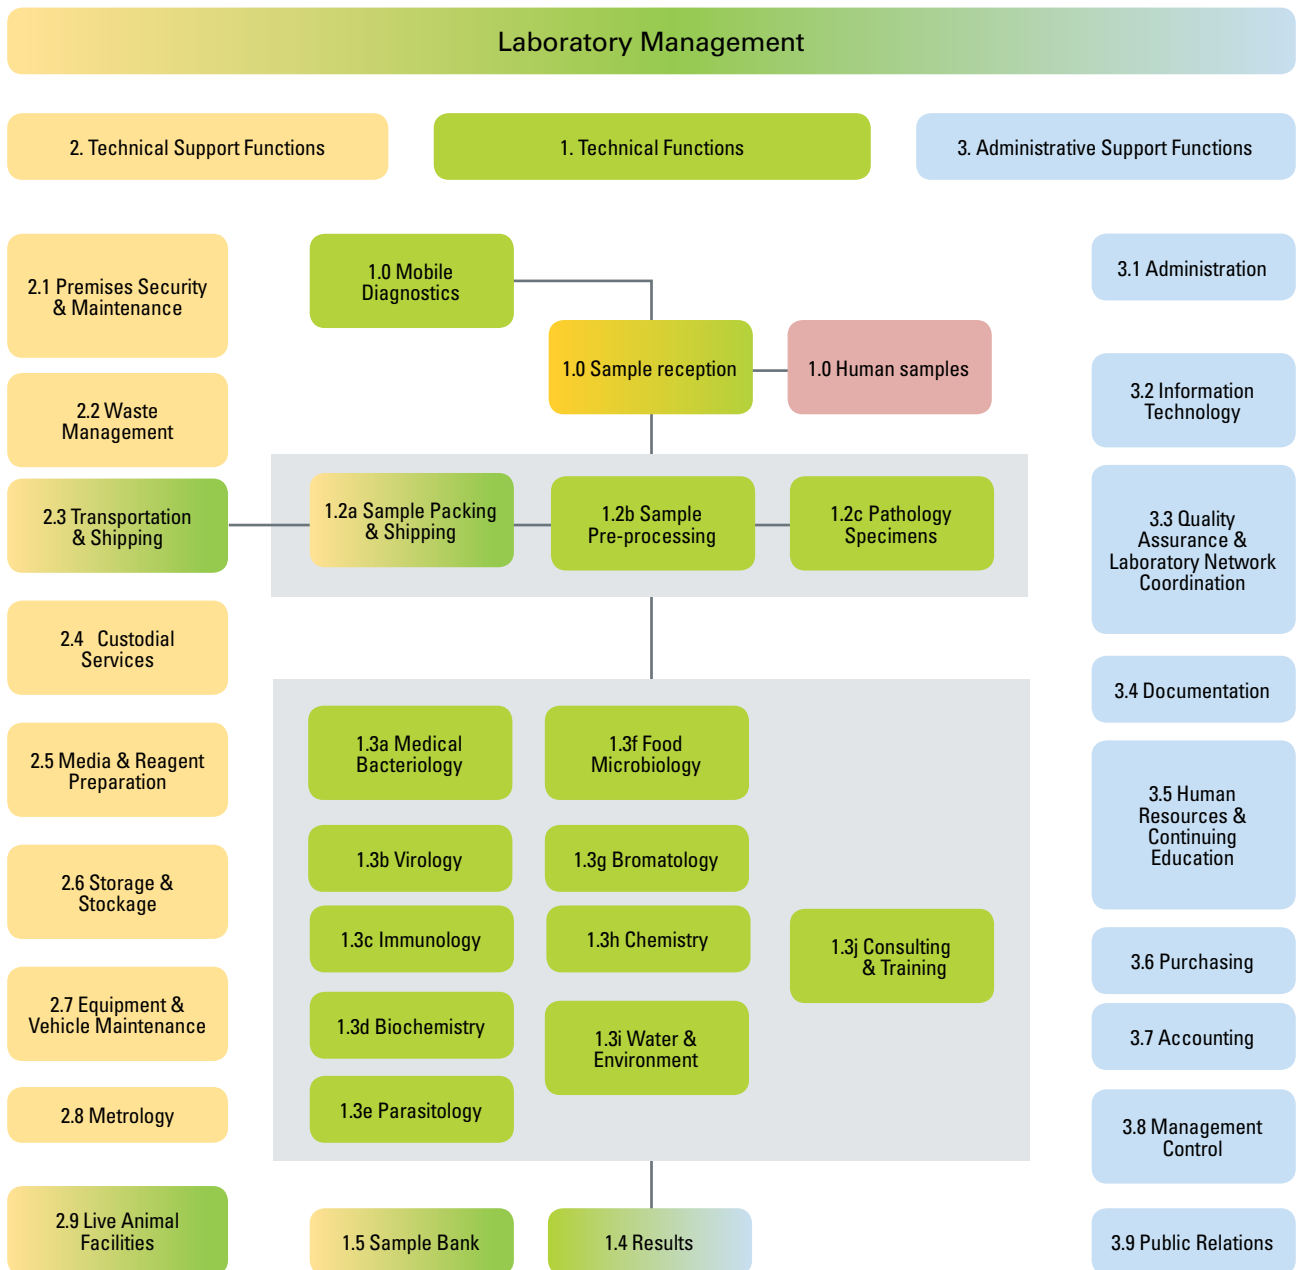 Laboratory Management
2. Technical Support Functions
1. Technical Functions
3. Administrative Support Functions
2.1 Premises Security
& Maintenance
2.2 Waste
Management
2.3 Transportation
& Shipping
2.4 Custodial
Services
2.5 Media & Reagent
Preparation
2.6 Storage &
Stockage
2.7 Equipment &
Vehicle Maintenance
2.8 Metrology
2.9 Live Animal
Facilities
1.0 Mobile
Diagnostics
1.0 Sample reception
1.0 Human samples
1.2a Sample Packing
& Shipping
1.2b Sample
Pre-processing
1.2c Pathology
Specimens
1.3a Medical
Bacteriology
1.3b Virology
1.3c Immunology
1.3d Biochemistry
1.3e Parasitology
1.3f Food
Microbiology
1.3g Bromatology
1.3h Chemistry
1.3i Water &
Environment
1.3j Consulting
& Training
1.5 Sample Bank
1.4 Results
3.1 Administration
3.2 Information
Technology
3.3 Quality
Assurance &
Laboratory Network
Coordination
3.4 Documentation
3.5 Human
Resources &
Continuing
Education
3.6 Purchasing
3.7 Accounting
3.8 Management
Control
3.9 Public Relations